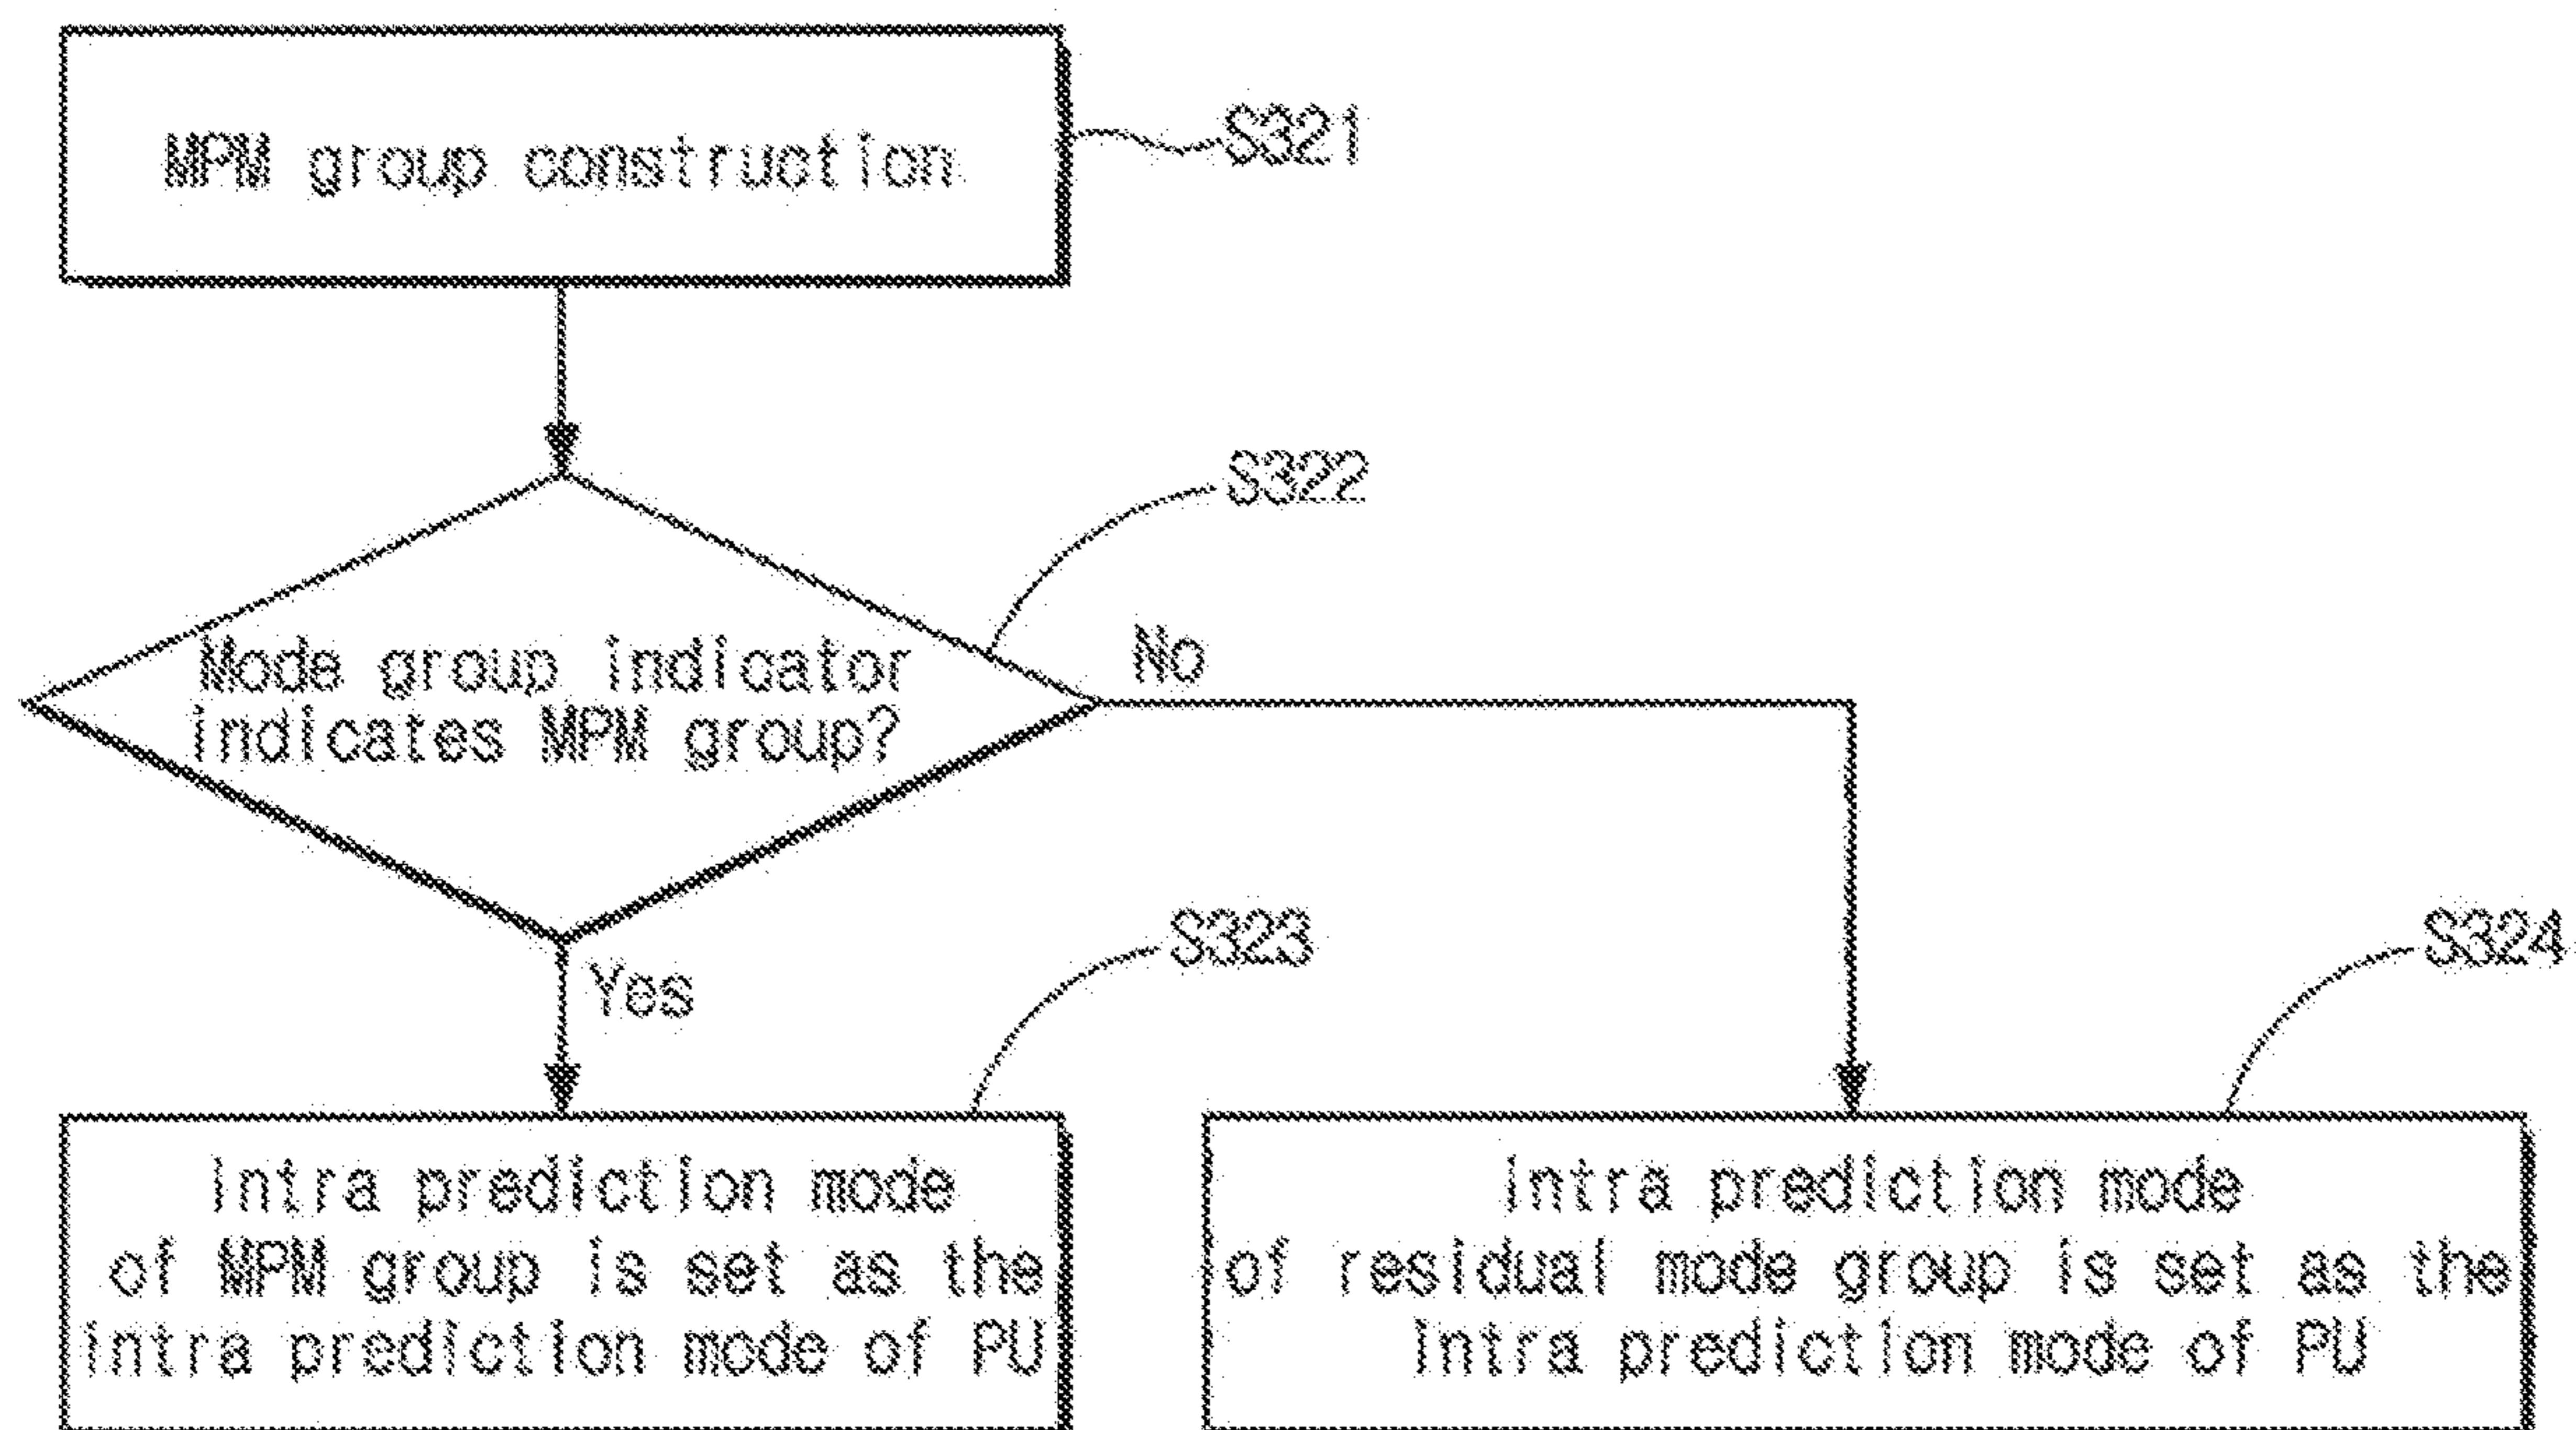 MPM group construction
S321
S322
Mode group indicator
indicates MPM group?
No
Yes
S323
S324
Intra prediction mode
of MPM group is set as the
intra prediction mode of PU
Intra prediction mode
of residual mode group is set as the
intra prediction mode of PU